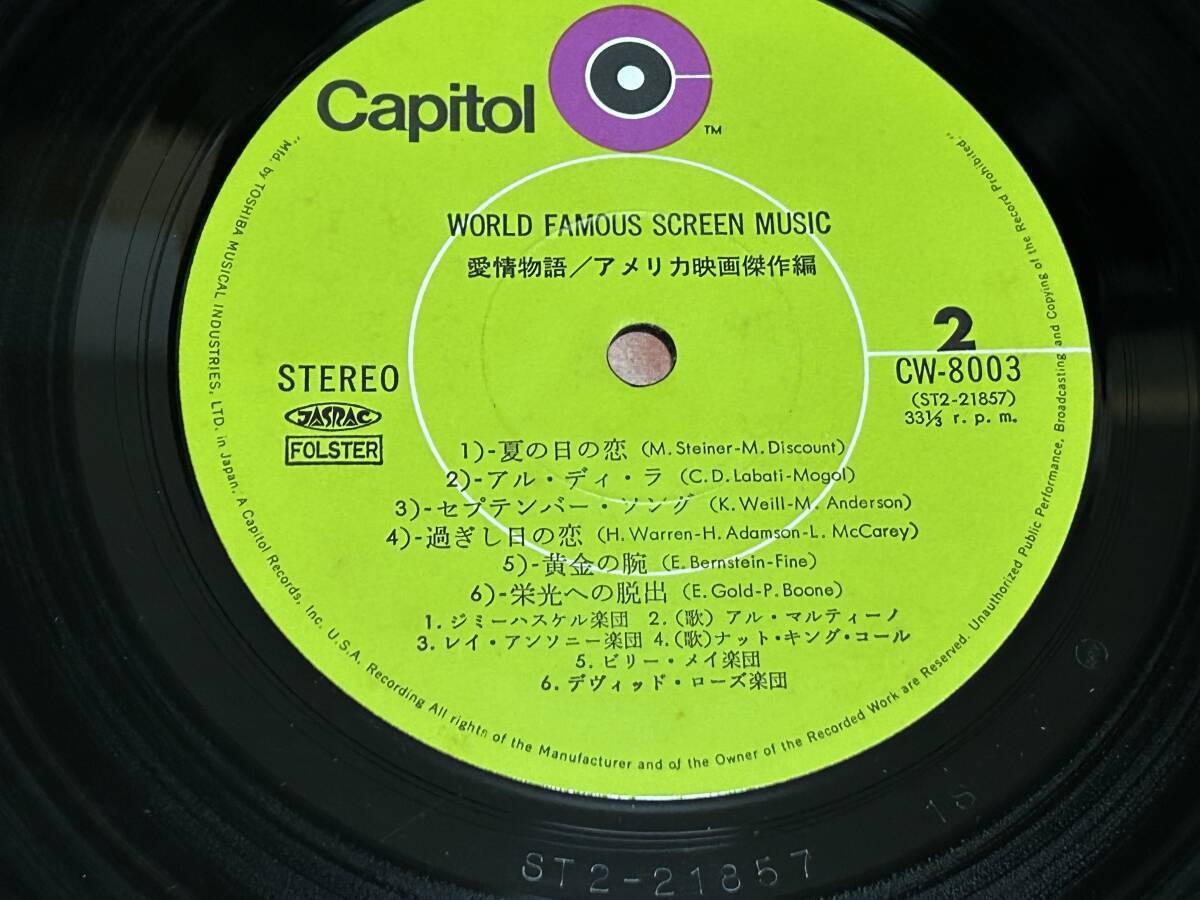 Capitol
TM
WORLD FAMOUS SCREEN MUSIC
愛情物語/アメリカ映画傑作編
2
STEREO
CW-8003
(ST2-21857)
33⅓ r. p. m.
JASRAC
FOLSTER
1)-夏の日の恋 (M. Steiner-M. Discount)
2)-アル・ディ・ラ (C. D. Labati-Mogol)
3)-セプテンバー・ソング (K. Weill-M. Anderson)
4)-過ぎし日の恋 (H. Warren-H. Adamson-L. McCarey)
5)-黄金の腕 (E. Bernstein-Fine)
6)-栄光への脱出 (E. Gold-P. Boone)
1. ジミーハスケル楽団 2. (歌) アル・マルティーノ
3. レイ・アンソニー楽団 4. (歌) ナット・キング・コール
5. ビリー・メイ楽団
6. デヴィッド・ローズ楽団
"Mfd. by TOSHIBA MUSICAL INDUSTRIES, LTD. in Japan. A Capitol Records, Inc. U.S.A. Recording All rights of the Manufacturer and of the Owner of the Recorded Work are Reserved. Unauthorized Public Performance, Broadcasting and Copying of the Record Prohibited."
ST2-21857